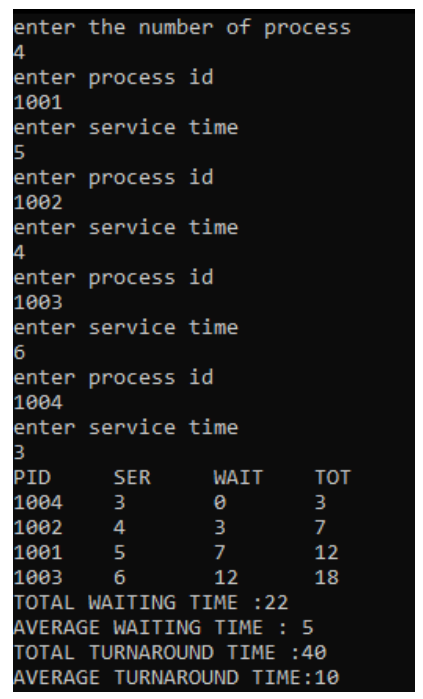 enter the number of process
4
enter process id
1001
enter service time
5
enter process id
1002
enter service time
4
enter process id
1003
enter service time
6
enter process id
1004
enter service time
3
PID SER WAIT TOT
1004 3 0 3
1002 4 3 7
1001 5 7 12
1003 6 12 18
TOTAL WAITING TIME :22
AVERAGE WAITING TIME : 5
TOTAL TURNAROUND TIME :40
AVERAGE TURNAROUND TIME:10